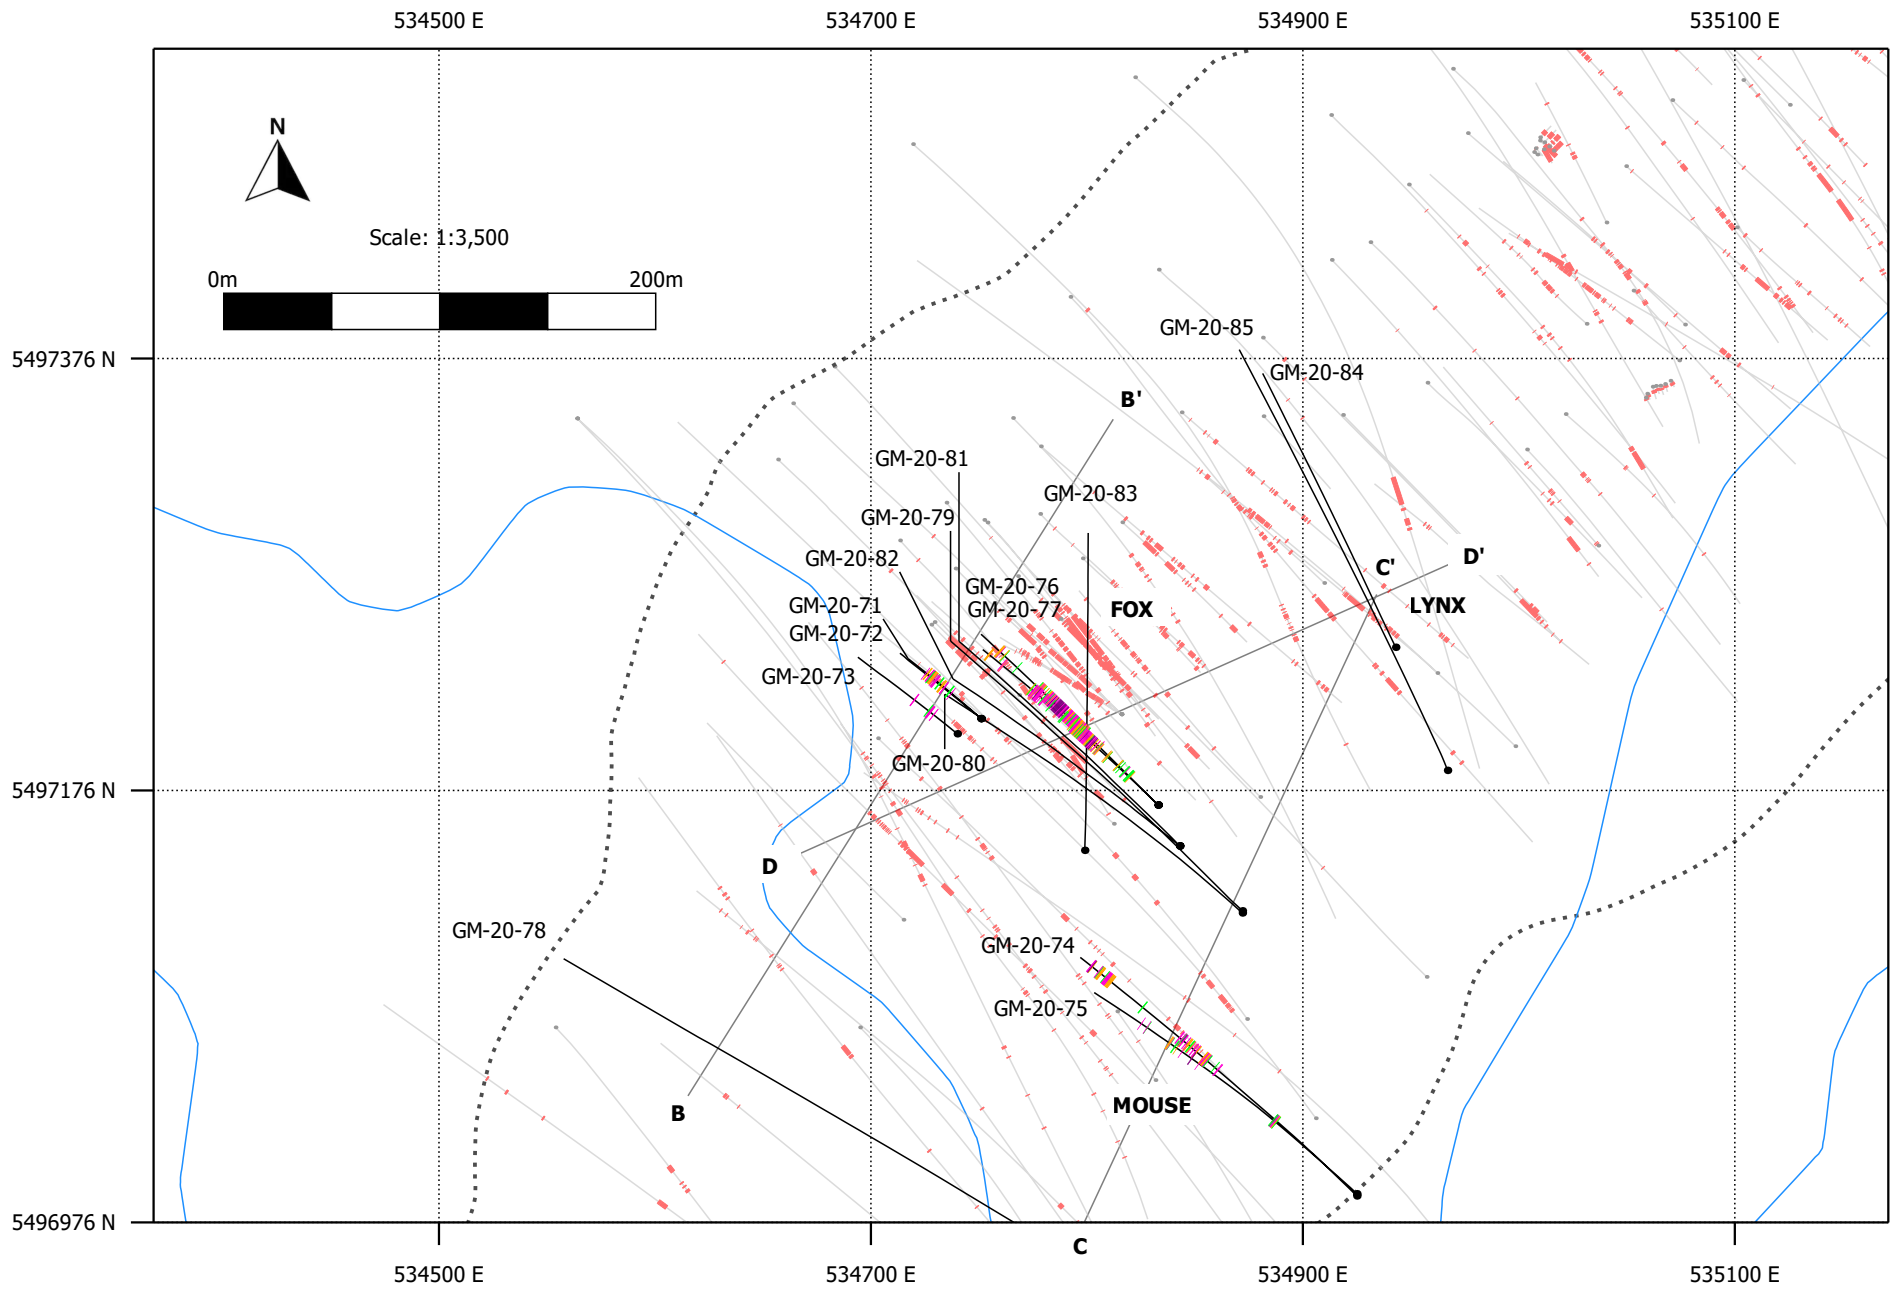 534500 E
534700 E
534900 E
535100 E
N
Scale: 1:3,500
0m
200m
GM-20-85
5497376 N
GM-20-84
B'
GM-20-81
GM-20-83
GM-20-79
GM-20-82
C'
D'
GM-20-76
GM-20-71
GM-20-77
FOX
LYNX
GM-20-72
GM-20-73
GM-20-80
5497176 N
D
GM-20-78
GM-20-74
GM-20-75
MOUSE
B
5496976 N
C
534500 E
534700 E
534900 E
535100 E